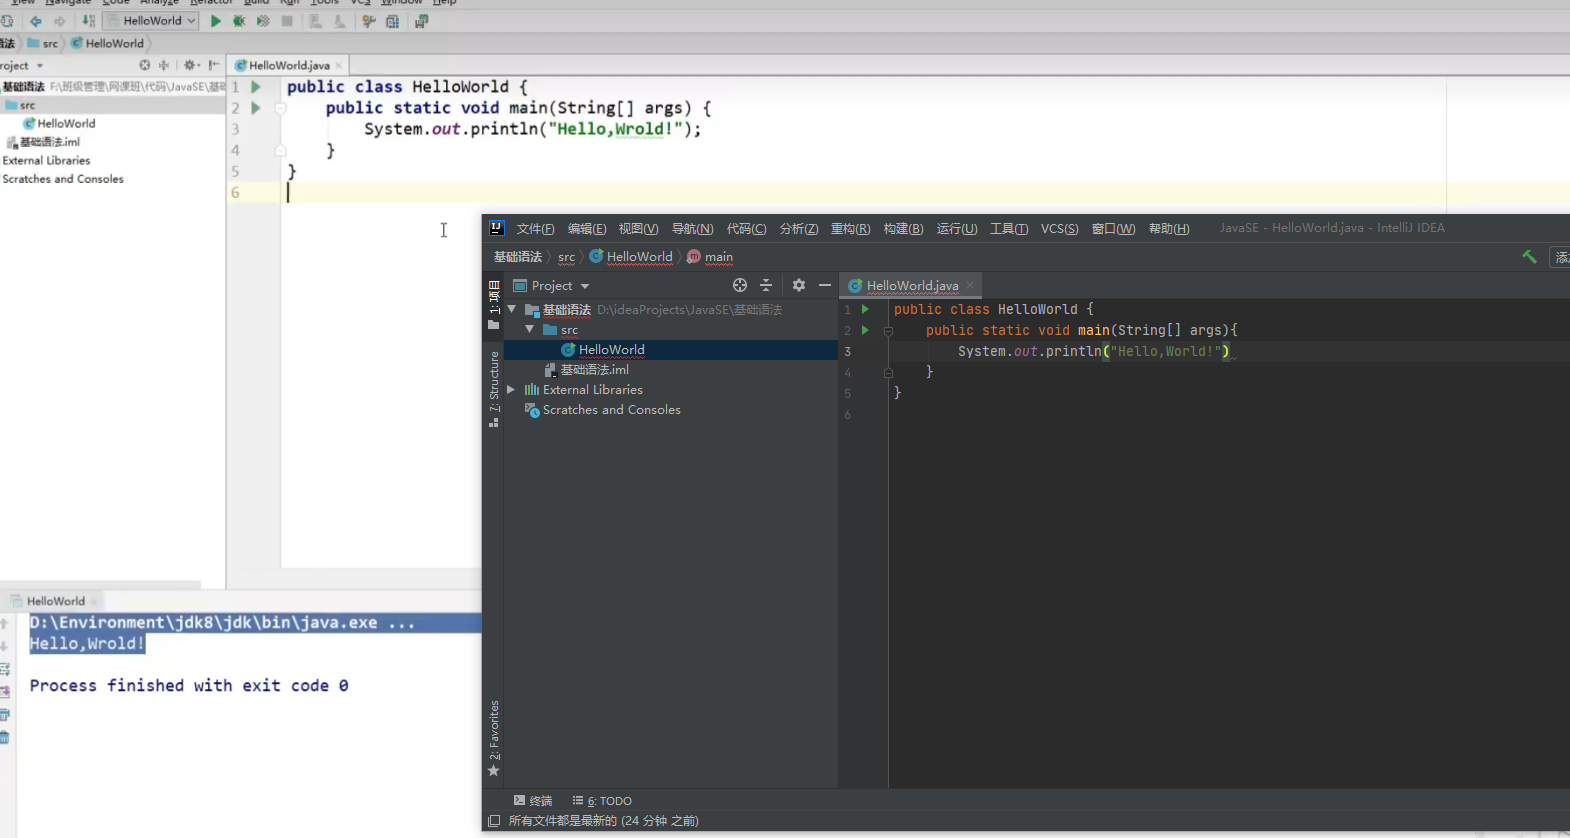 View Navigate Code Analyze Refactor Build Run Tools VCS Window Help
HelloWorld
语法 src HelloWorld
roject
HelloWorld.java
基础语法 F:\班级管理\网课班\代码\JavaSE\基础
src
HelloWorld
基础语法.iml
External Libraries
Scratches and Consoles
1 public class HelloWorld {
2 public static void main(String[] args) {
3 System.out.println("Hello,Wrold!");
4 }
5 }
6
HelloWorld
D:\Environment\jdk8\jdk\bin\java.exe ...
Hello,Wrold!
Process finished with exit code 0
文件(F) 编辑(E) 视图(V) 导航(N) 代码(C) 分析(Z) 重构(R) 构建(B) 运行(U) 工具(T) VCS(S) 窗口(W) 帮助(H) JavaSE - HelloWorld.java - IntelliJ IDEA
基础语法 src HelloWorld main
添
1: 项目
Project
HelloWorld.java
基础语法 D:\ideaProjects\JavaSE\基础语法
src
HelloWorld
基础语法.iml
External Libraries
Scratches and Consoles
7: Structure
2: Favorites
1 public class HelloWorld {
2 public static void main(String[] args){
3 System.out.println("Hello,World!")
4 }
5 }
6
终端 6: TODO
所有文件都是最新的 (24 分钟 之前)